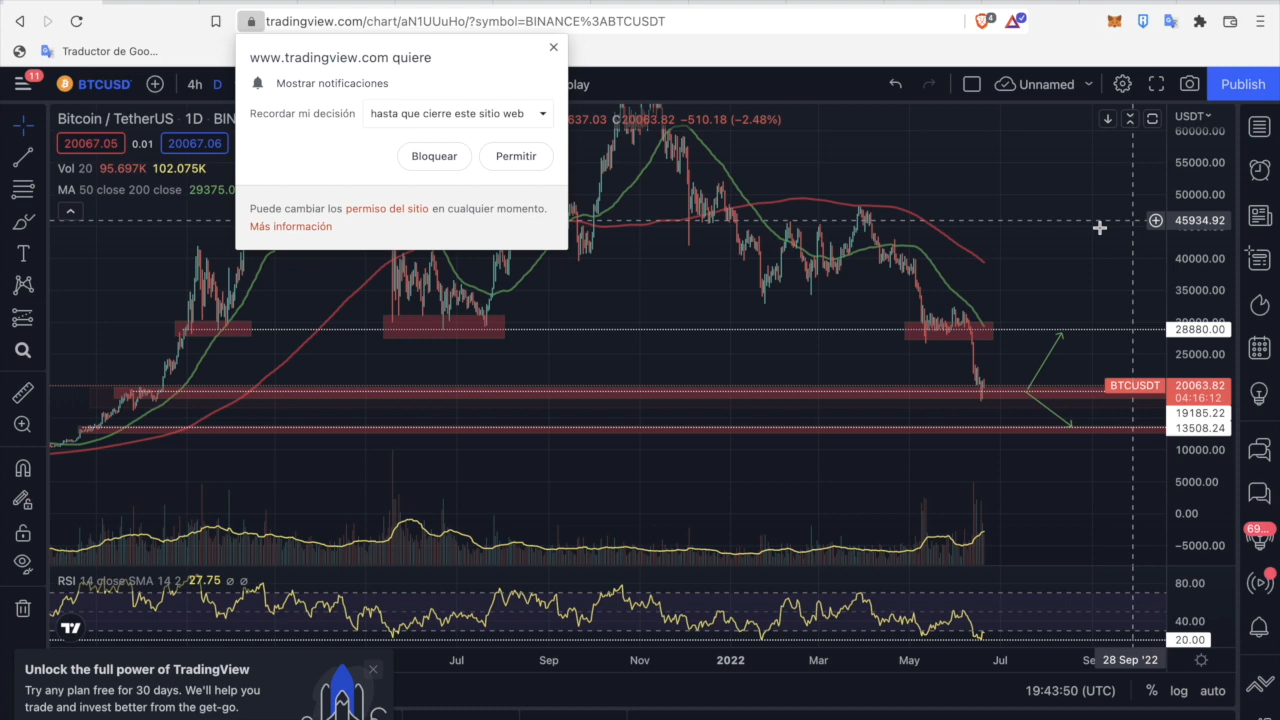 tradingview.com/chart/aN1UUuHo/?symbol=BINANCE%3ABTCUSDT
4
Traductor de Goo...
www.tradingview.com quiere
Mostrar notificaciones
Recordar mi decisión
hasta que cierre este sitio web
Bloquear
Permitir
Puede cambiar los permiso del sitio en cualquier momento.
Más información
11
BTCUSD
4h
D
play
Unnamed
Publish
Bitcoin / TetherUS · 1D · BIN
637.03 C20063.82 −510.18 (−2.48%)
USDT
20067.05
0.01
20067.06
Vol 20 95.697K 102.075K
MA 50 close 200 close 29375.0
60000.00
55000.00
50000.00
45934.92
40000.00
35000.00
28880.00
25000.00
BTCUSDT
20063.82
04:16:12
19185.22
13508.24
10000.00
5000.00
0.00
−5000.00
RSI 14 close SMA 14 2 27.75 ø ø
80.00
40.00
20.00
69...
Jul
Sep
Nov
2022
Mar
May
Jul
Se
28 Sep '22
Unlock the full power of TradingView
Try any plan free for 30 days. We'll help you
trade and invest better from the get-go.
19:43:50 (UTC)
%
log
auto